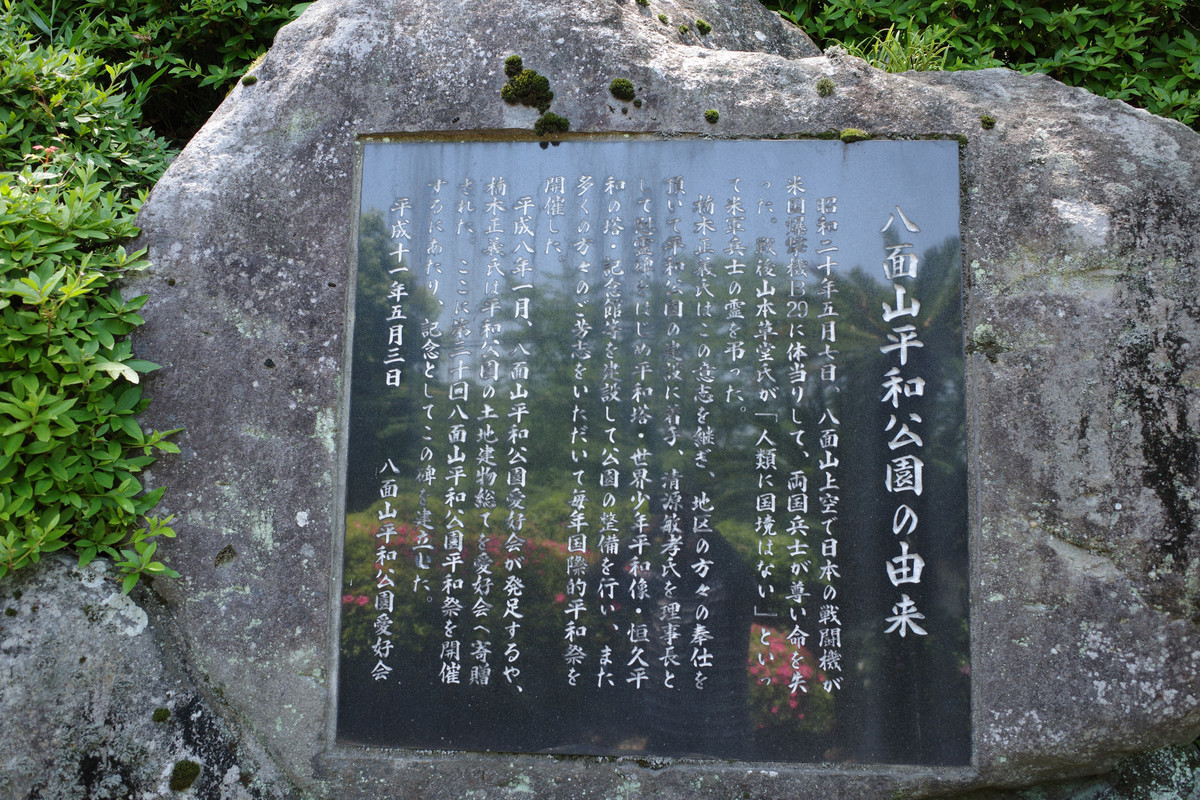 八面山平和公園の由来
昭和二十年五月七日　八面山上空で日本の戦闘機が
米国爆撃機B29に体当りして、両国兵士が尊い命を失
った。戦後山本草堂氏が「人類に国境はない」といっ
て米軍兵士の霊を弔った。
楠木正義氏はこの意志を継ぎ、地区の方々の奉仕を
頂いて平和公園の建設に着手、清源敏孝氏を理事長と
して慰霊碑をはじめ平和塔・世界少年平和像・恒久平
和の塔・記念館等を建設して公園の整備を行い、また
多くの方々のご芳志をいただいて毎年国際的平和祭を
開催した。
平成八年一月、八面山平和公園愛好会が発足するや、
楠木正義氏は平和公園の土地建物総てを愛好会へ寄贈
された。ここに第三十回八面山平和公園平和祭を開催
するにあたり、記念としてこの碑を建立した。
平成十一年五月三日
八面山平和公園愛好会